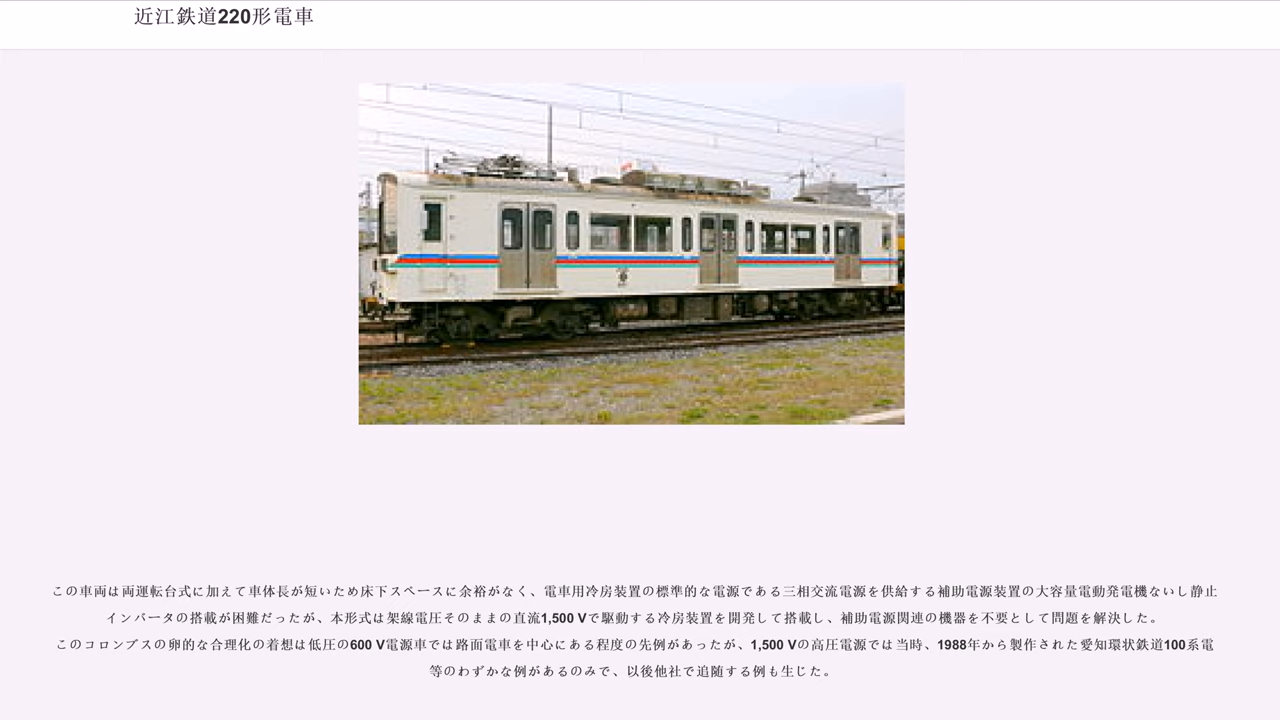 近江鉄道220形電車
この車両は両運転台式に加えて車体長が短いため床下スペースに余裕がなく、電車用冷房装置の標準的な電源である三相交流電源を供給する補助電源装置の大容量電動発電機ないし静止
インバータの搭載が困難だったが、本形式は架線電圧そのままの直流1,500 Vで駆動する冷房装置を開発して搭載し、補助電源関連の機器を不要として問題を解決した。
このコロンブスの卵的な合理化の着想は低圧の600 V電源車では路面電車を中心にある程度の先例があったが、1,500 Vの高圧電源では当時、1988年から製作された愛知環状鉄道100系電
等のわずかな例があるのみで、以後他社で追随する例も生じた。